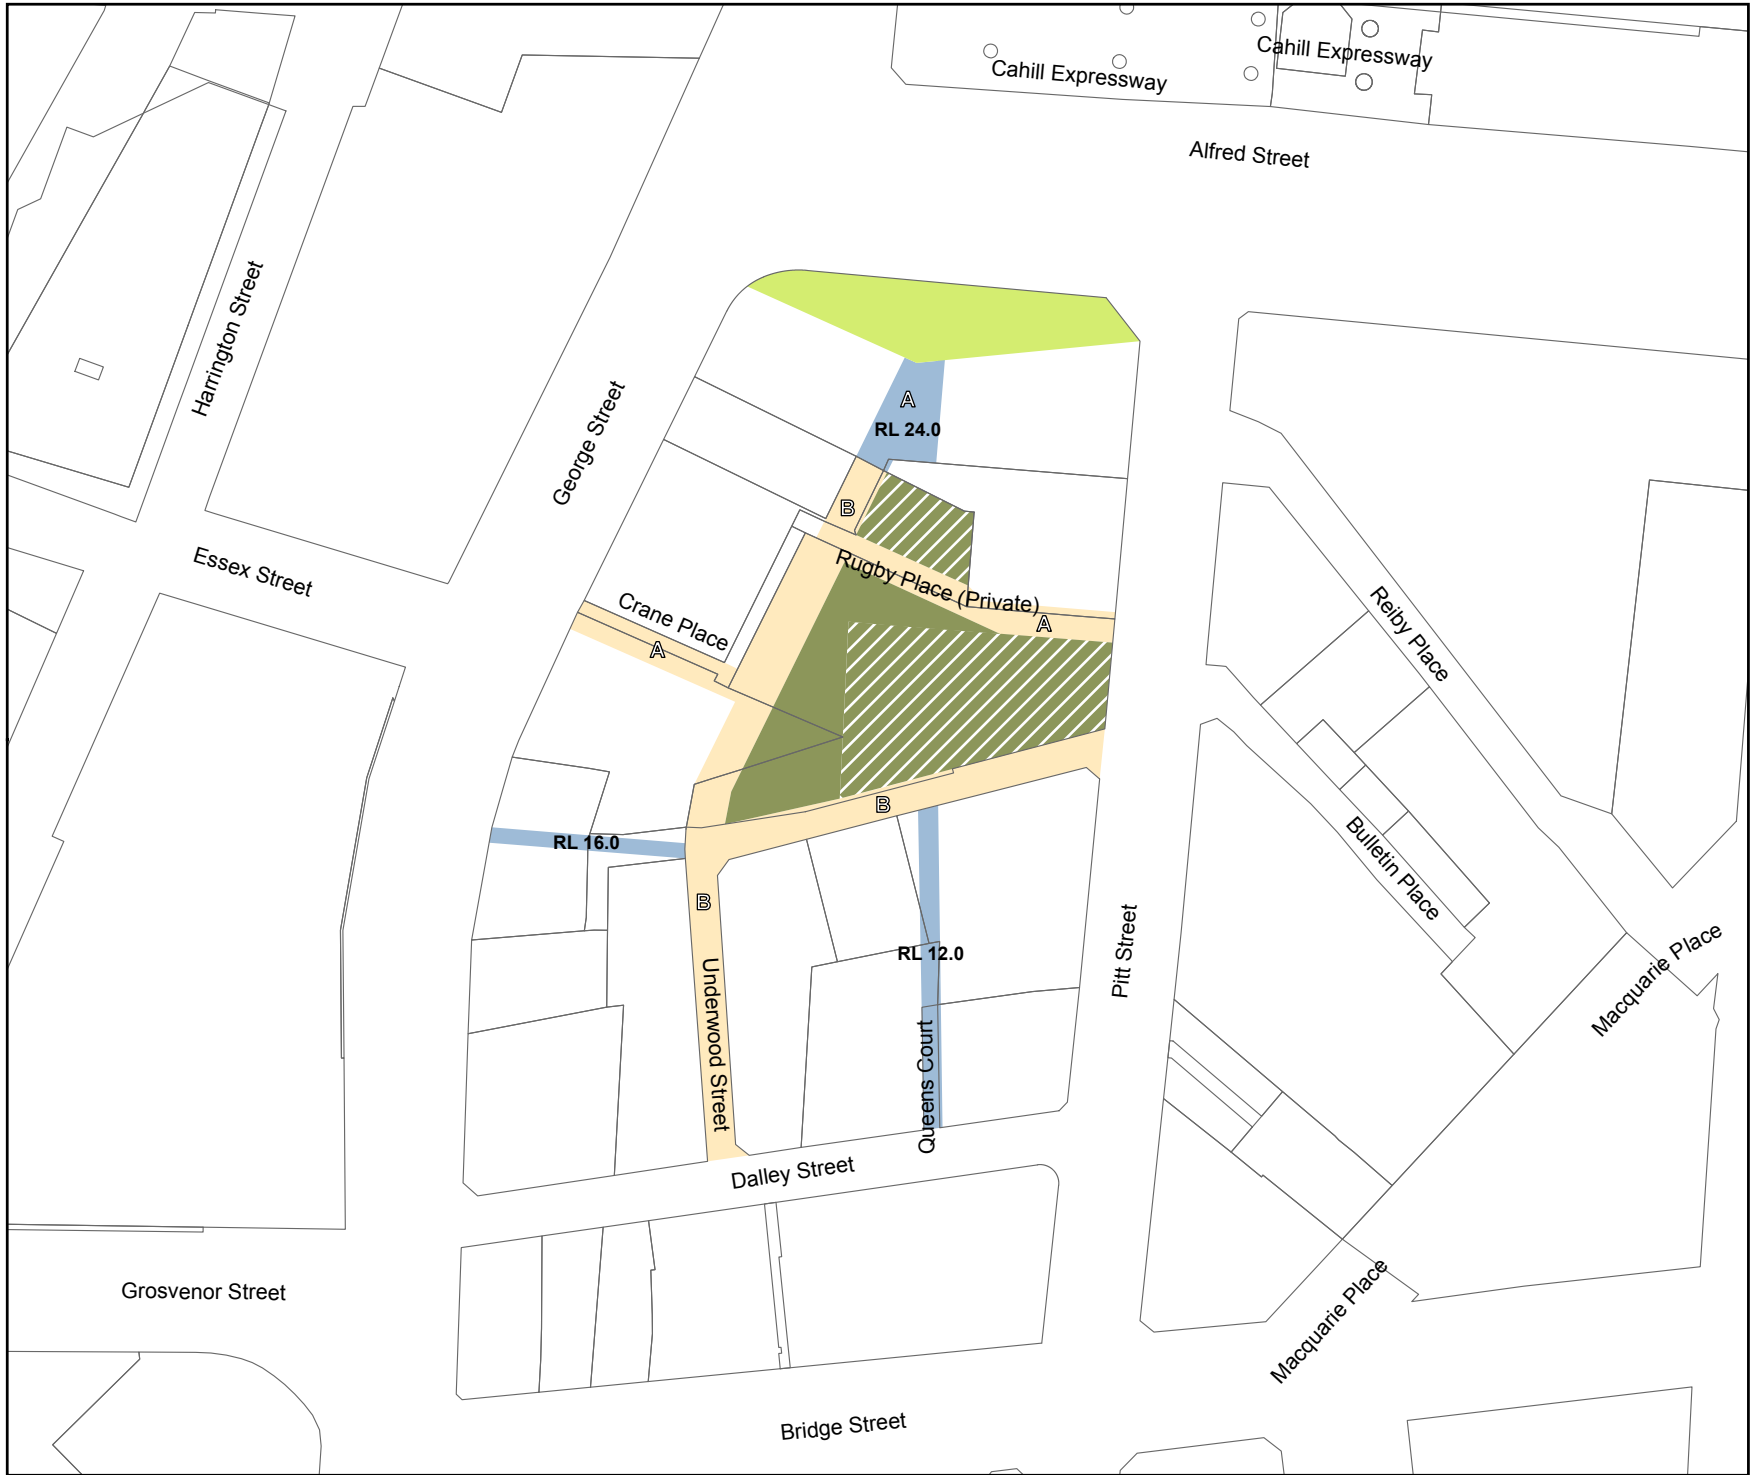 Cahill Expressway
Cahill Expressway
Alfred Street
Harrington Street
George Street
A
RL 24.0
B
Essex Street
Rugby Place (Private)
Crane Place
A
A
Reiby Place
B
RL 16.0
Bulletin Place
B
Pitt Street
RL 12.0
Macquarie Place
Underwood Street
Queens Court
Dalley Street
Grosvenor Street
Macquarie Place
Bridge Street